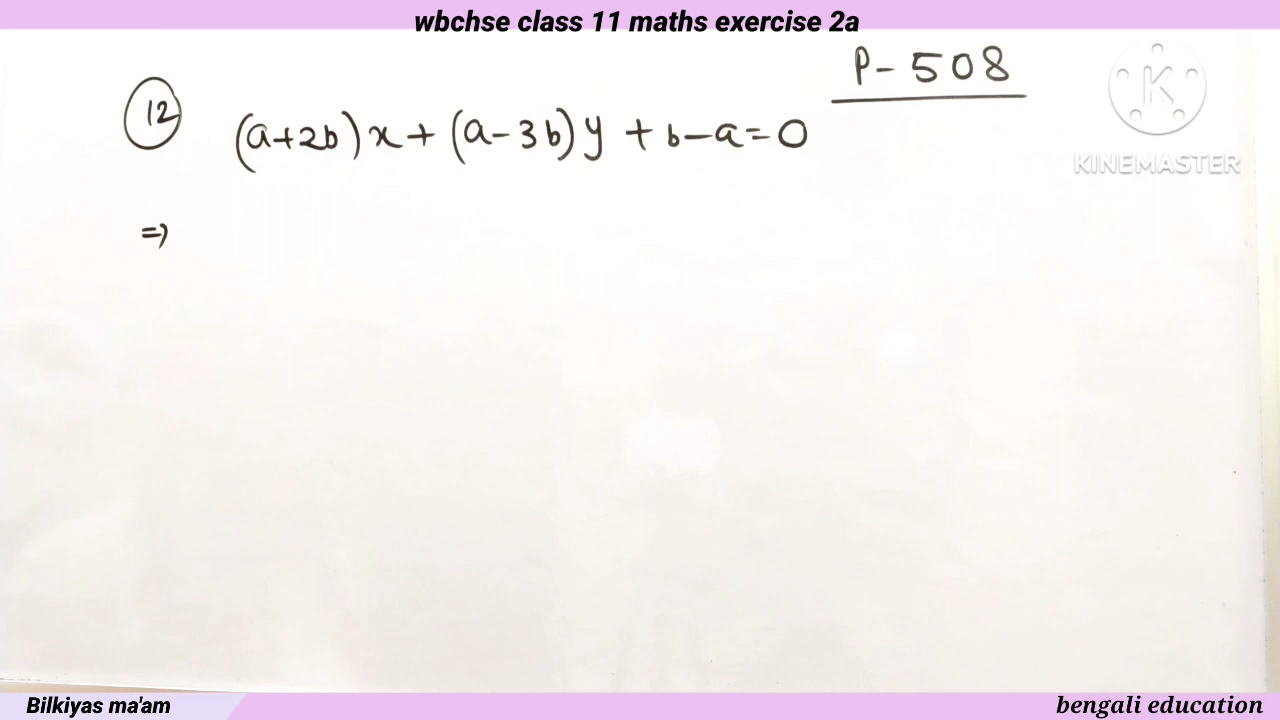 wbchse class 11 maths exercise 2a
P- 508
K
KINEMASTER
12 (a+2b)x+(a-3b)y+b-a=0
⇒
Bilkiyas ma'am
bengali education